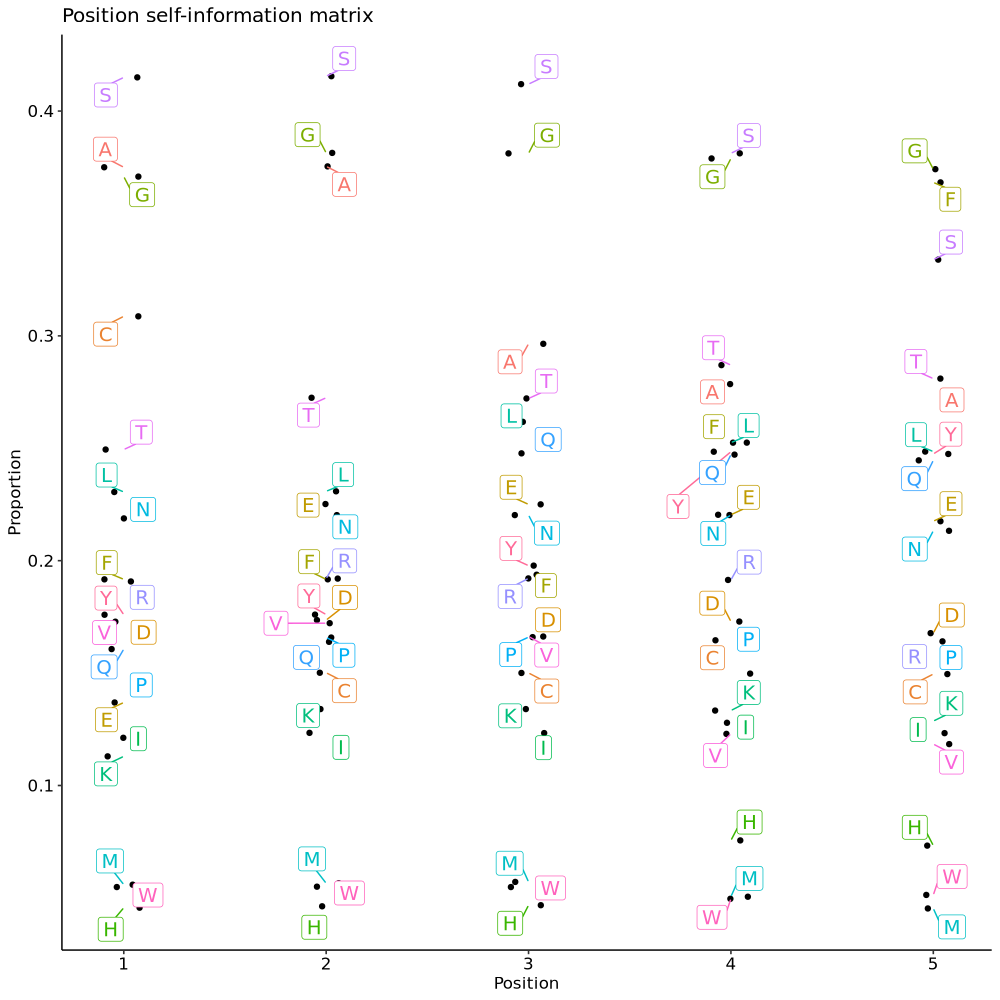 Position self-information matrix
S
S
S
0.4
A
G
G
A
G
S
G
G
F
S
C
0.3
A
T
T
A
T
A
T
T
L
Q
F
L
L
Y
L
N
L
E
N
E
N
Q
Y
E
N
Q
E
N
0.2
F
R
Y
V
D
Q
F
R
Y
D
V
Q
P
C
Y
R
F
D
P
V
C
R
D
P
C
D
R
P
C
P
E
I
K
K
I
K
I
K
I
V
K
I
V
0.1
H
H
M
W
H
M
W
H
M
W
H
M
W
W
M
1
2
3
4
5
Position
Proportion